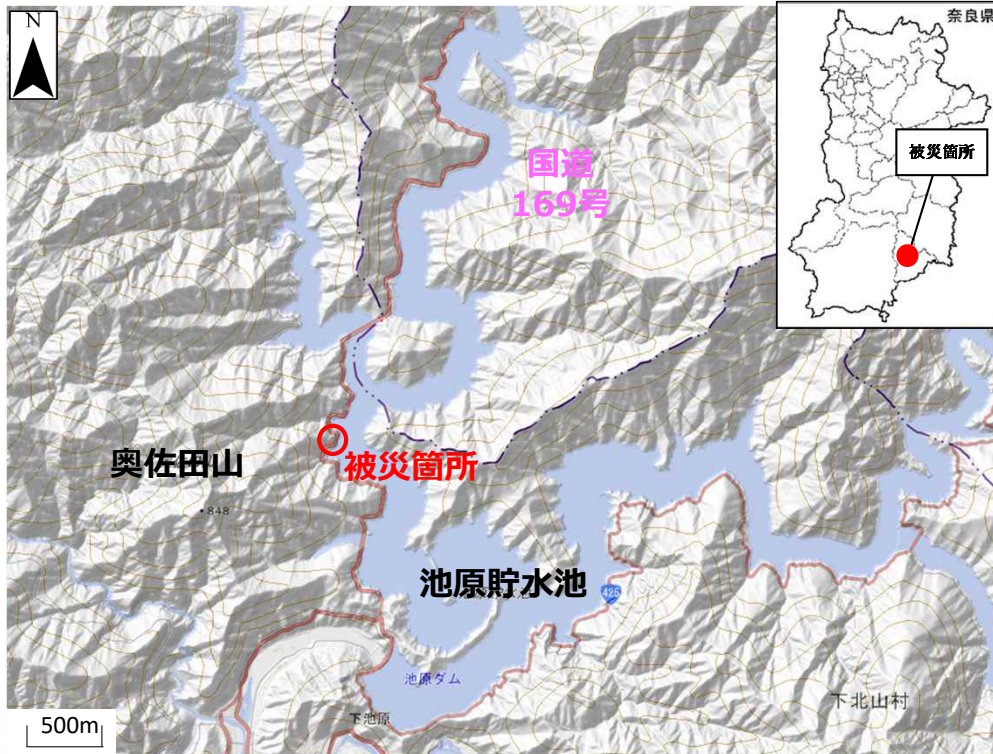 N
奈良県
被災箇所
国道
169号
奥佐田山
被災箇所
848
池原貯水池
425
池原ダム
下北山村
下池原
500m